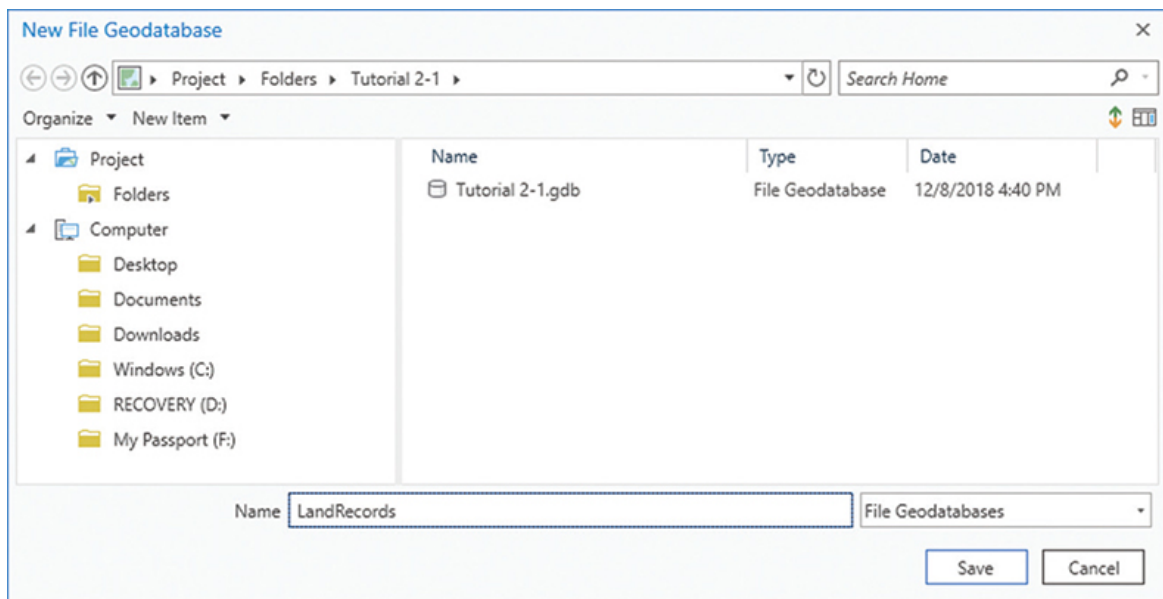 New File Geodatabase
Project Folders Tutorial 2-1
Search Home
Organize New Item
Project
Folders
Computer
Desktop
Documents
Downloads
Windows (C:)
RECOVERY (D:)
My Passport (F:)
Name Type Date
Tutorial 2-1.gdb File Geodatabase 12/8/2018 4:40 PM
Name LandRecords File Geodatabases
Save Cancel